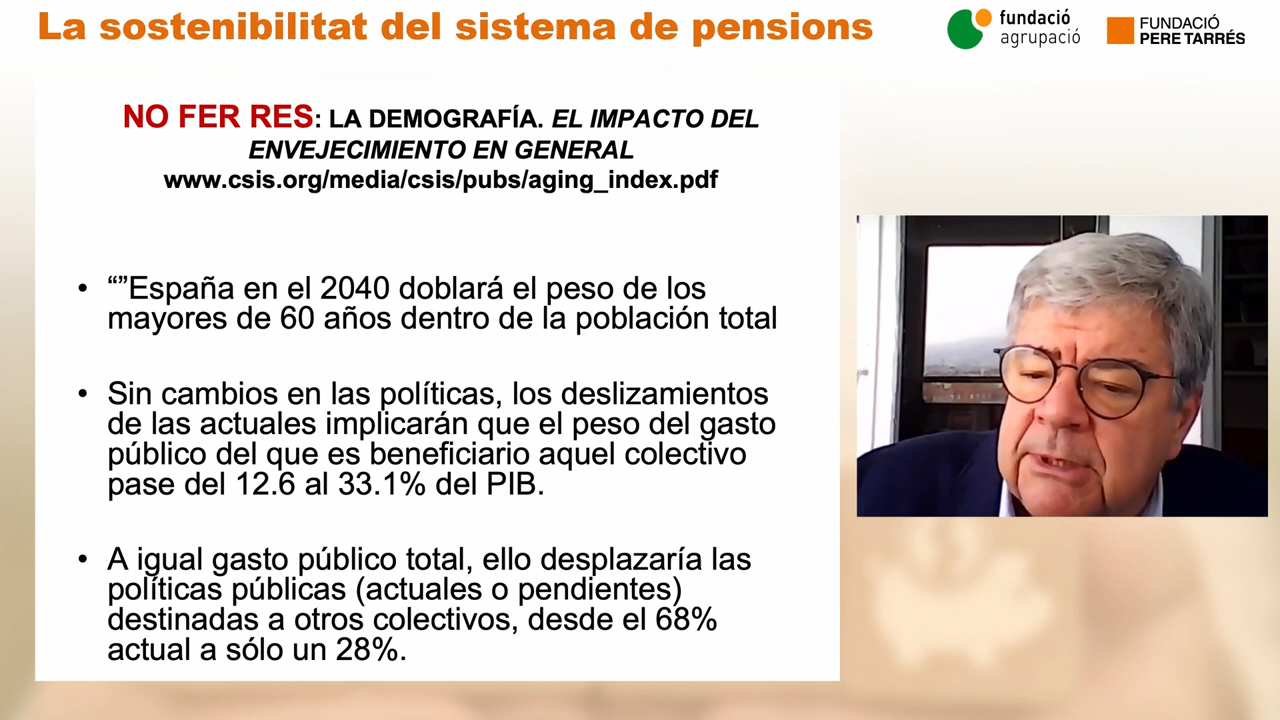 La sostenibilitat del sistema de pensions
fundació
agrupació
FUNDACIÓ
PERE TARRÉS
NO FER RES: LA DEMOGRAFÍA. EL IMPACTO DEL
ENVEJECIMIENTO EN GENERAL
www.csis.org/media/csis/pubs/aging_index.pdf
• “”España en el 2040 doblará el peso de los
mayores de 60 años dentro de la población total
• Sin cambios en las políticas, los deslizamientos
de las actuales implicarán que el peso del gasto
público del que es beneficiario aquel colectivo
pase del 12.6 al 33.1% del PIB.
• A igual gasto público total, ello desplazaría las
políticas públicas (actuales o pendientes)
destinadas a otros colectivos, desde el 68%
actual a sólo un 28%.